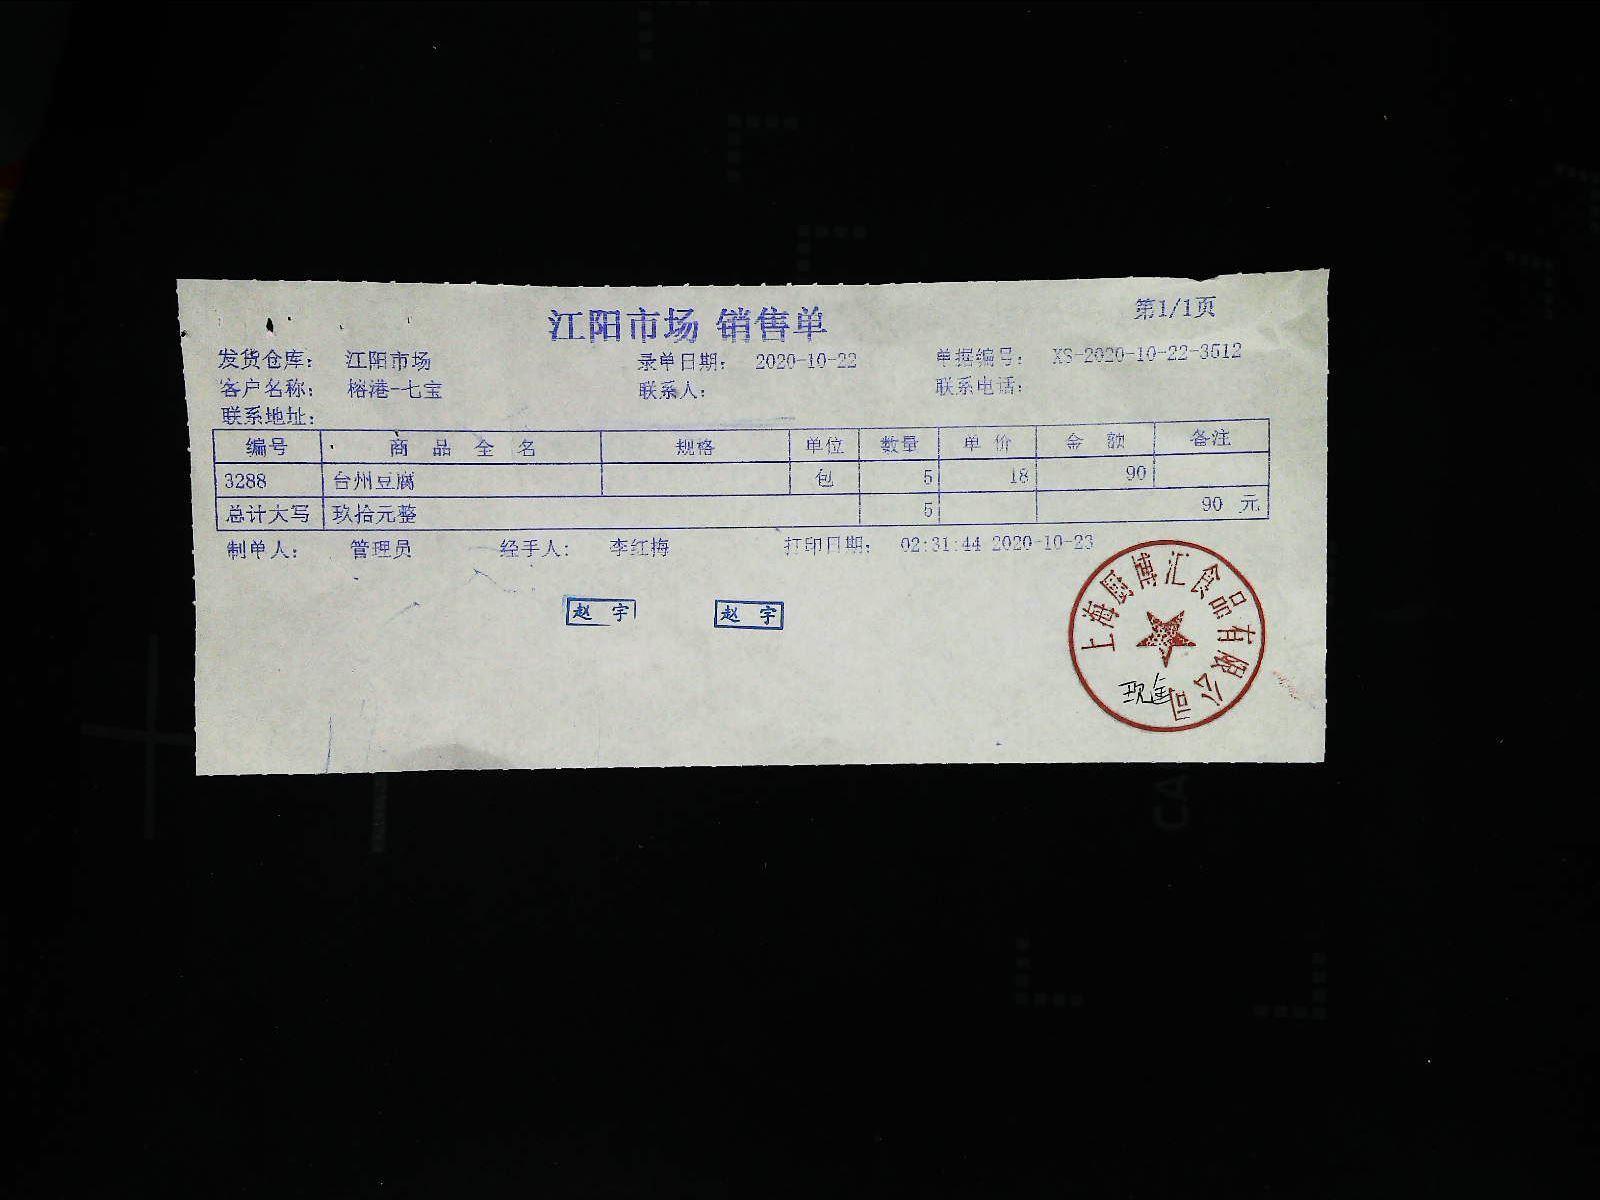 江阳市场 销售单
第1/1页
发货仓库： 江阳市场 录单日期： 2020-10-22 单据编号： XS-2020-10-22-3512
客户名称： 榕港-七宝 联系人： 联系电话：
联系地址：
编号 商品全名 规格 单位 数量 单价 金额 备注
3288 台州豆腐 包 5 18 90
总计大写 玖拾元整 5 90 元
制单人： 管理员 经手人： 李红梅 打印日期： 02:31:44 2020-10-23
赵宇 赵宇
上海厨博汇食品有限公司
现金